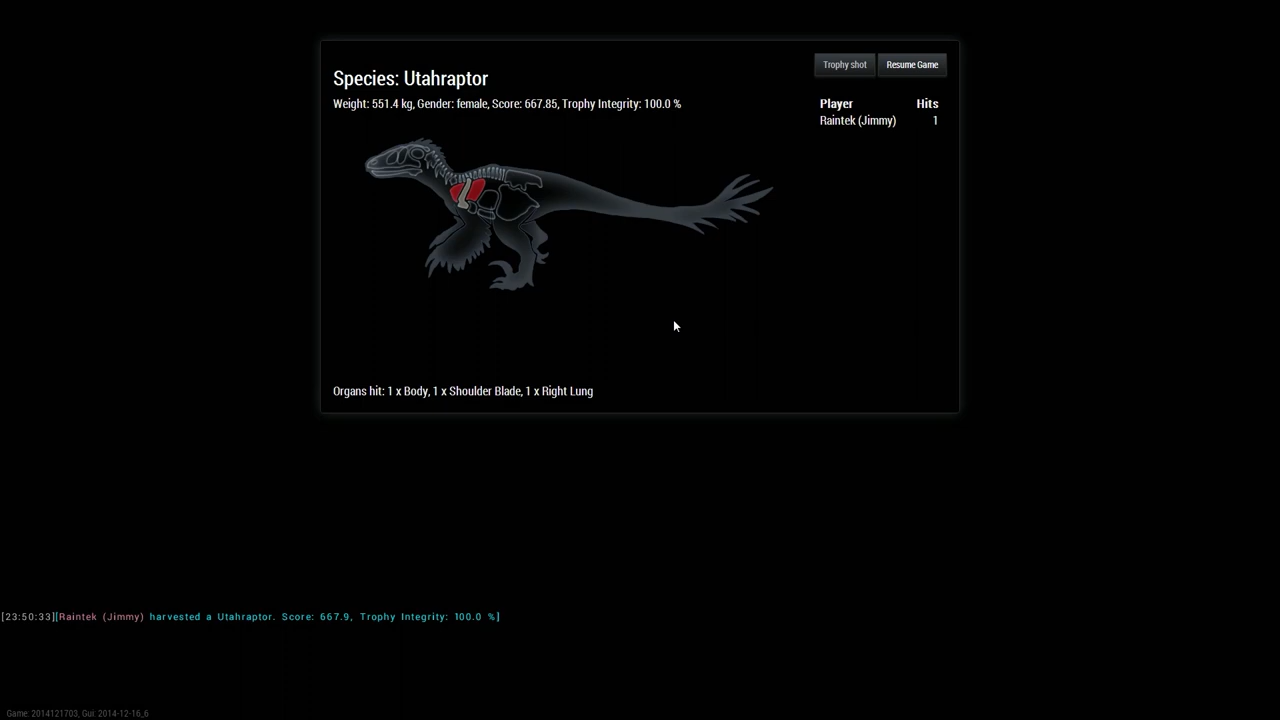 Trophy shot
Resume Game
Species: Utahraptor
Weight: 551.4 kg, Gender: female, Score: 667.85, Trophy Integrity: 100.0 %
Player Hits
Raintek (Jimmy) 1
Organs hit: 1 x Body, 1 x Shoulder Blade, 1 x Right Lung
[23:50:33][Raintek (Jimmy) harvested a Utahraptor. Score: 667.9, Trophy Integrity: 100.0 %]
Game: 2014121703, Gui: 2014-12-16_6